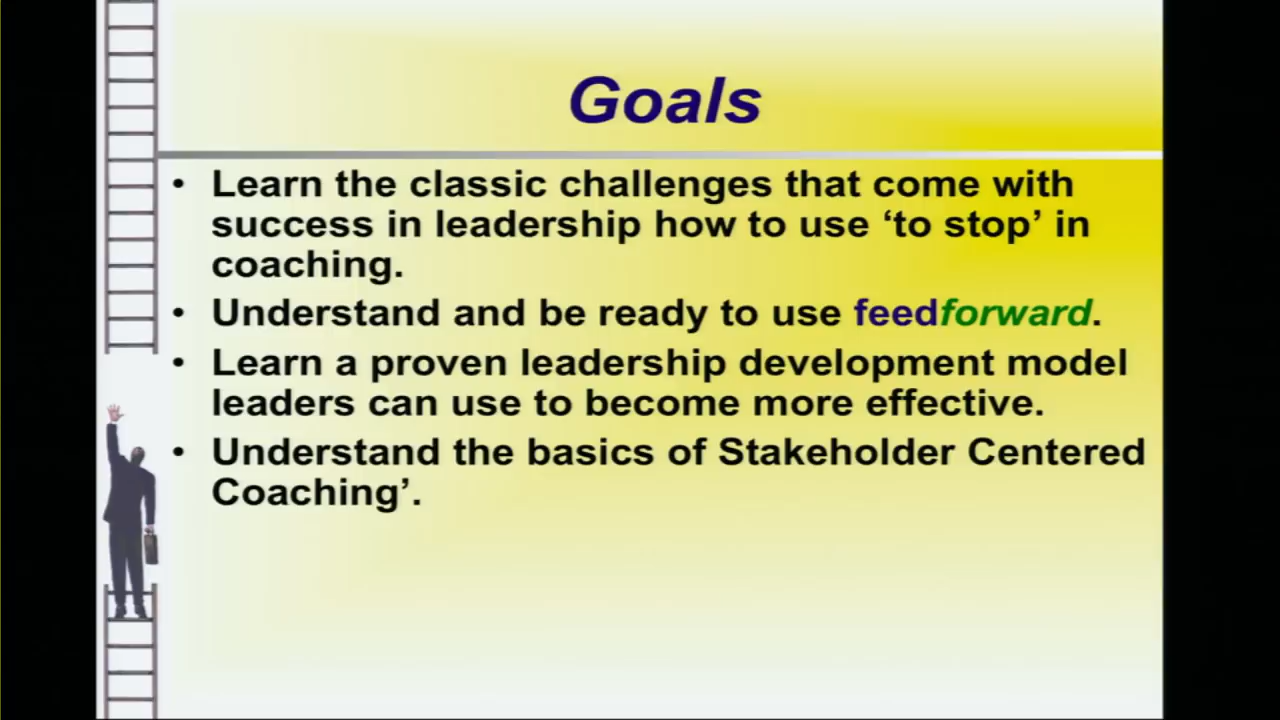 Goals
• Learn the classic challenges that come with
success in leadership how to use ‘to stop’ in
coaching.
• Understand and be ready to use feedforward.
• Learn a proven leadership development model
leaders can use to become more effective.
• Understand the basics of Stakeholder Centered
Coaching’.